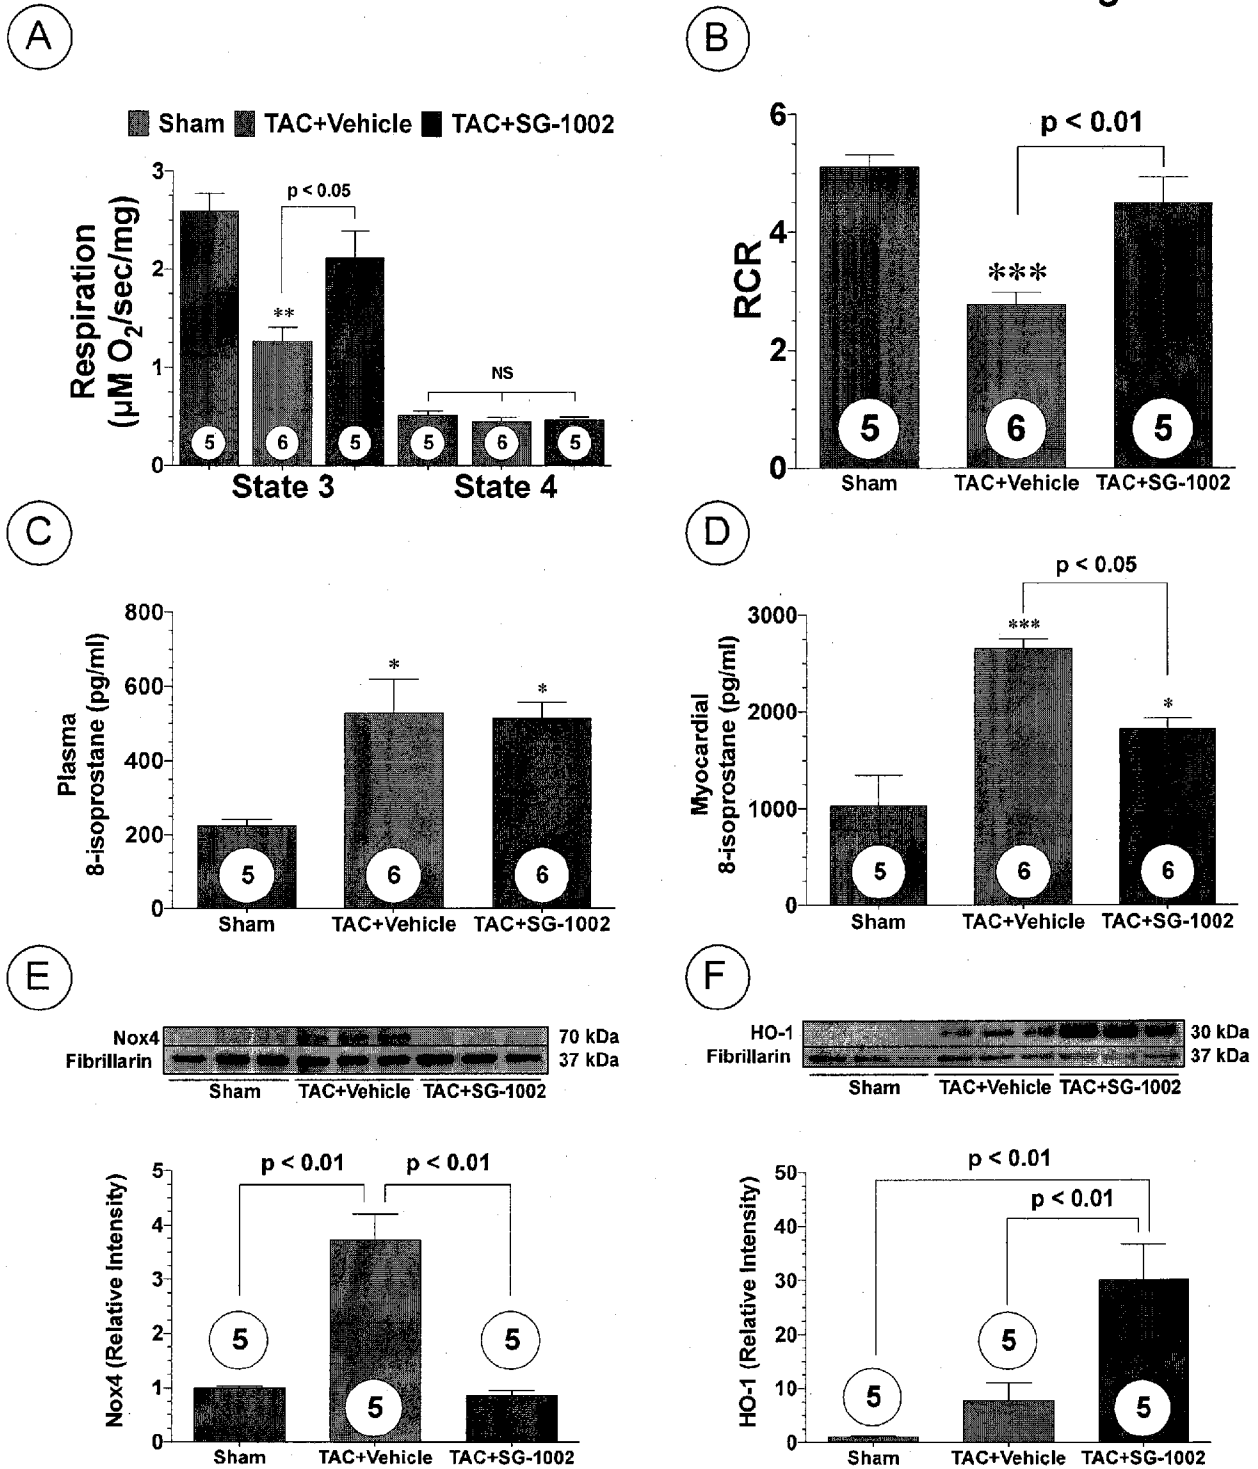 g
A
Sham TAC+Vehicle TAC+SG-1002
Respiration
(µM O2/sec/mg)
3
2
1
0
p < 0.05
**
NS
5 6 5 5 6 5
State 3 State 4
B
RCR
6
4
2
0
p < 0.01
***
5 6 5
Sham TAC+Vehicle TAC+SG-1002
C
Plasma
8-isoprostane (pg/ml)
800
600
400
200
0
* *
5 6 6
Sham TAC+Vehicle TAC+SG-1002
D
Myocardial
8-isoprostane (pg/ml)
3000
2000
1000
0
p < 0.05
***
*
5 6 6
Sham TAC+Vehicle TAC+SG-1002
E
Nox4 70 kDa
Fibrillarin 37 kDa
Sham TAC+Vehicle TAC+SG-1002
Nox4 (Relative Intensity)
5
4
3
2
1
0
p < 0.01 p < 0.01
5 5 5
Sham TAC+Vehicle TAC+SG-1002
F
HO-1 30 kDa
Fibrillarin 37 kDa
Sham TAC+Vehicle TAC+SG-1002
HO-1 (Relative Intensity)
50
40
30
20
10
0
p < 0.01
p < 0.01
5 5 5
Sham TAC+Vehicle TAC+SG-1002